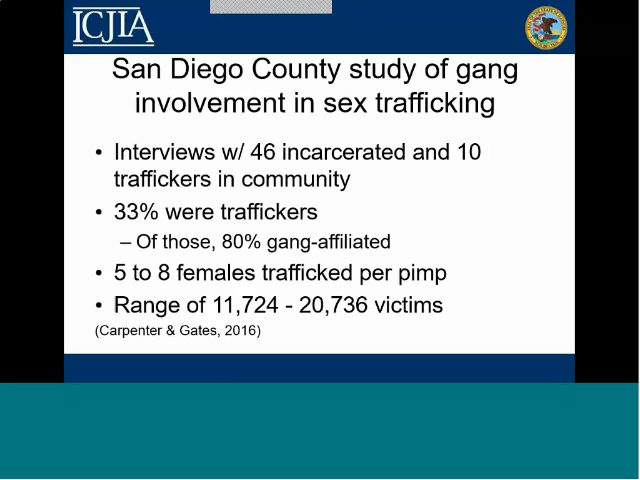 ICJIA
San Diego County study of gang
involvement in sex trafficking
• Interviews w/ 46 incarcerated and 10
traffickers in community
• 33% were traffickers
– Of those, 80% gang-affiliated
• 5 to 8 females trafficked per pimp
• Range of 11,724 - 20,736 victims
(Carpenter & Gates, 2016)